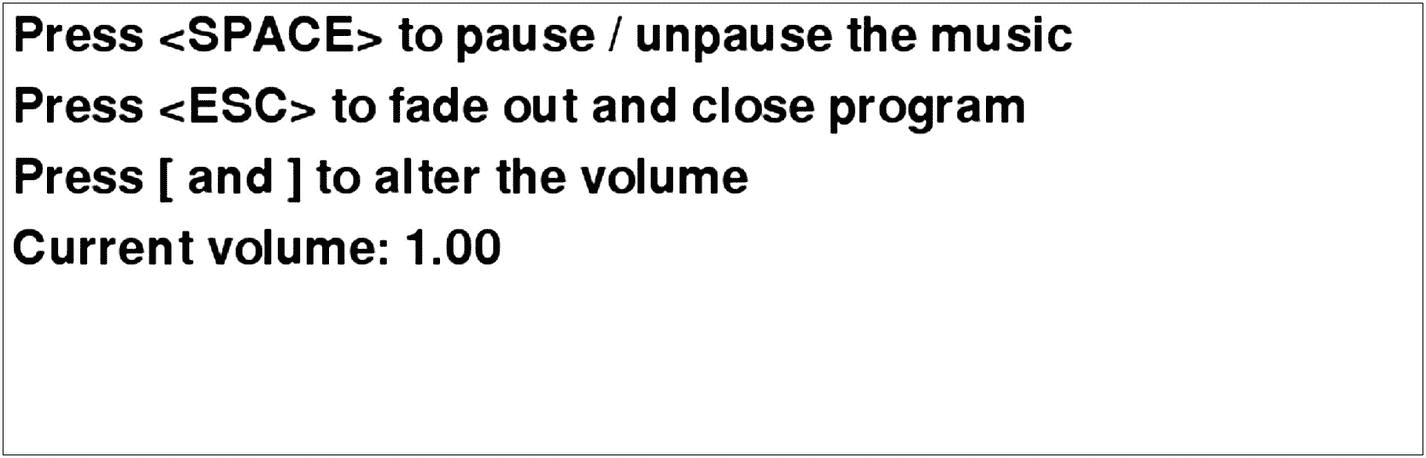 Press <SPACE> to pause / unpause the music
Press <ESC> to fade out and close program
Press [ and ] to alter the volume
Current volume: 1.00